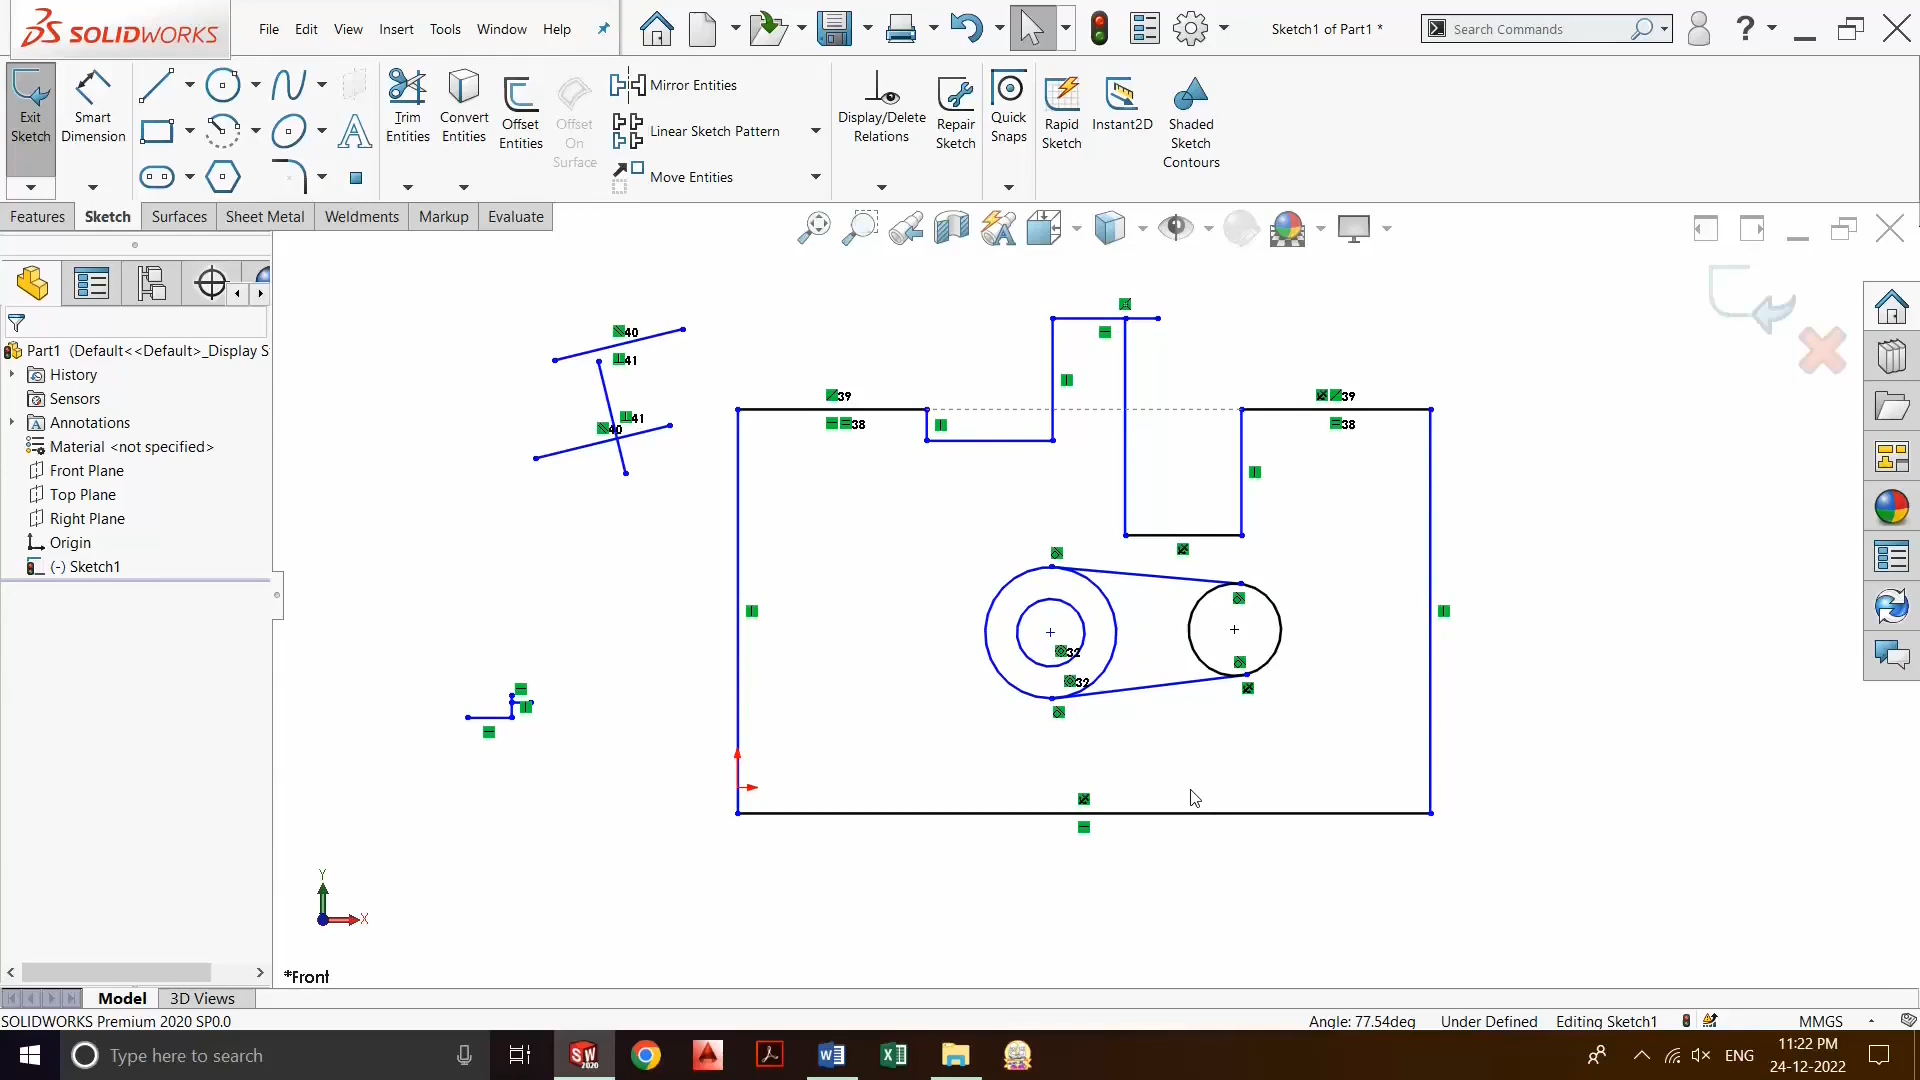 SOLIDWORKS
File Edit View Insert Tools Window Help
Sketch1 of Part1 *
Search Commands
Exit Sketch
Smart Dimension
Trim Entities
Convert Entities
Offset Entities
Offset On Surface
Mirror Entities
Linear Sketch Pattern
Move Entities
Display/Delete Relations
Repair Sketch
Quick Snaps
Rapid Sketch
Instant2D
Shaded Sketch Contours
Features Sketch Surfaces Sheet Metal Weldments Markup Evaluate
Part1 (Default<<Default>_Display S
History
Sensors
Annotations
Material <not specified>
Front Plane
Top Plane
Right Plane
Origin
(-) Sketch1
40
41
41
40
39
38
39
38
32
32
Y
X
*Front
Model 3D Views
SOLIDWORKS Premium 2020 SP0.0
Angle: 77.54deg Under Defined Editing Sketch1 MMGS
Type here to search
SW 2020
ENG
11:22 PM
24-12-2022